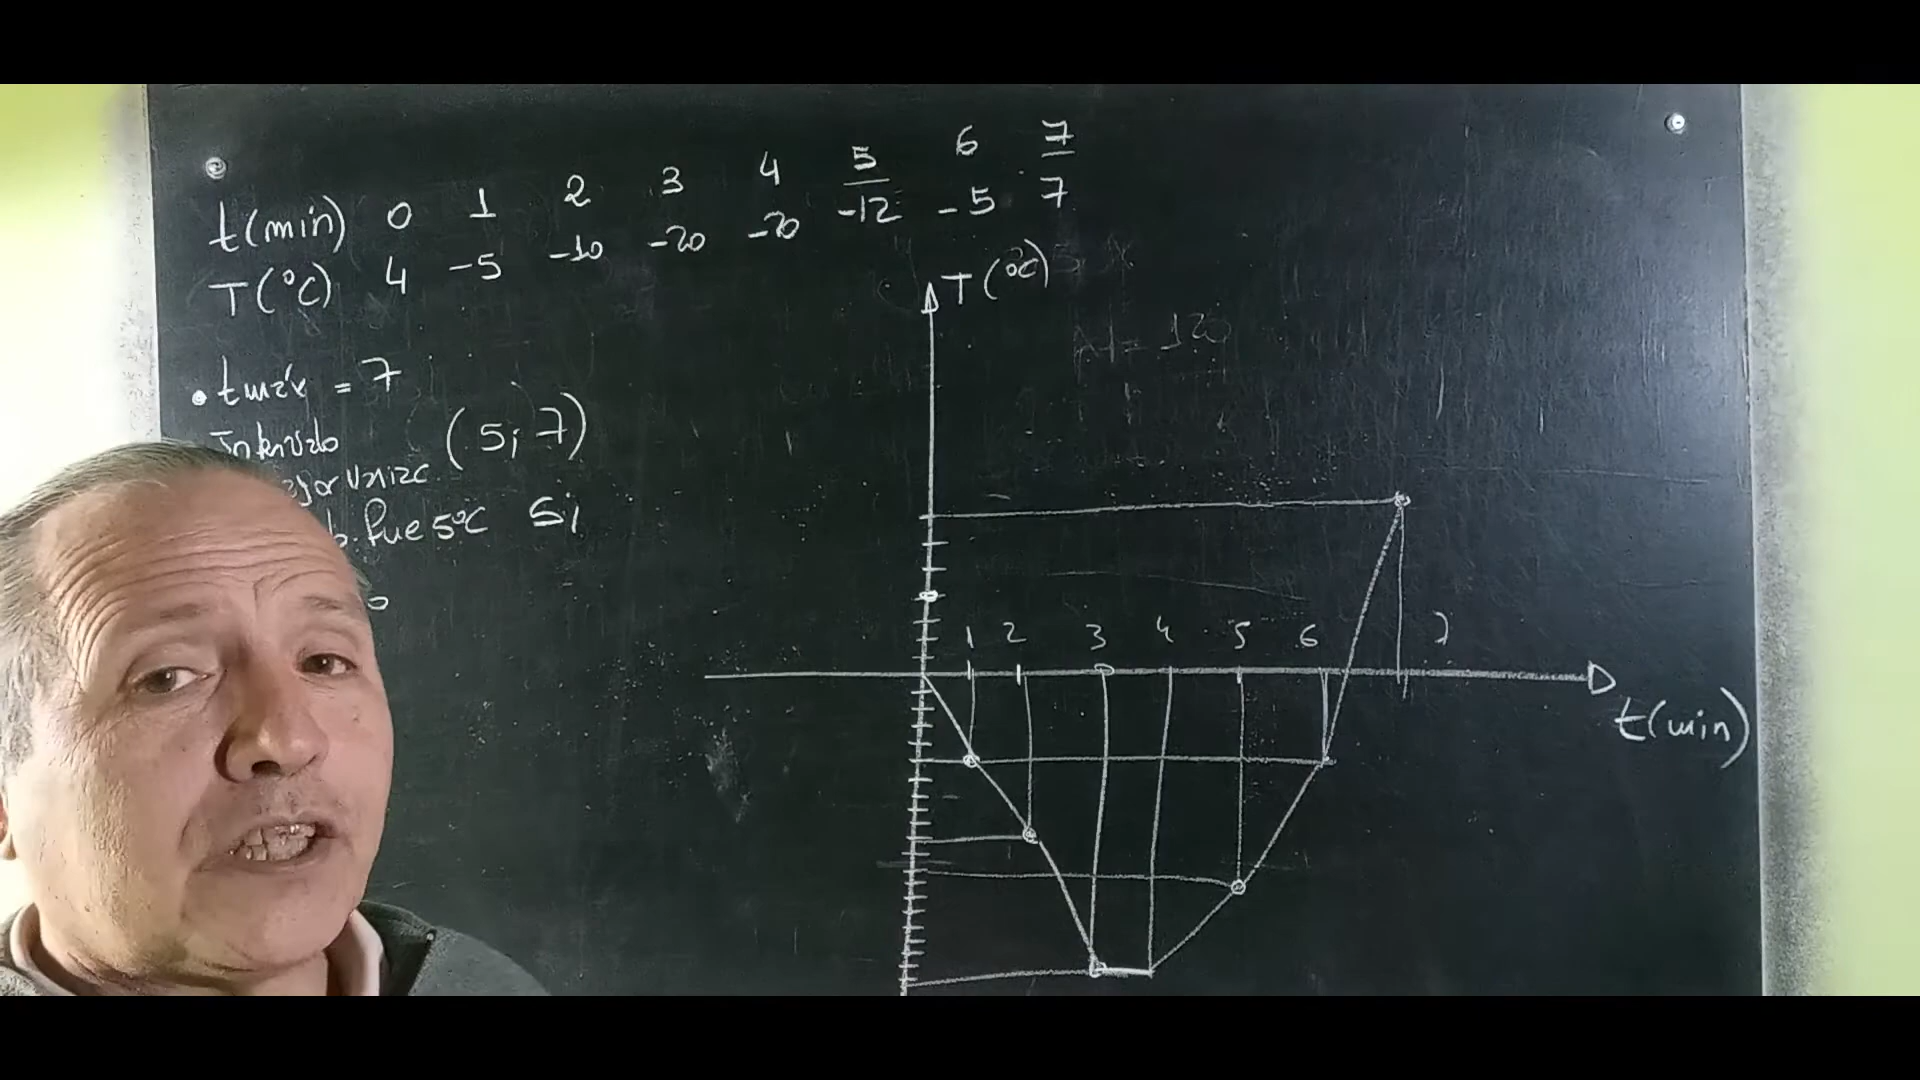 t(min) 0 1 2 3 4 5 6 7
T(°C) 4 -5 -10 -20 -20 -12 -5 7
• tmáx = 7
(5; 7)
fue 5°C Si
T(°C)
1 2 3 4 5 6 7
t(min)